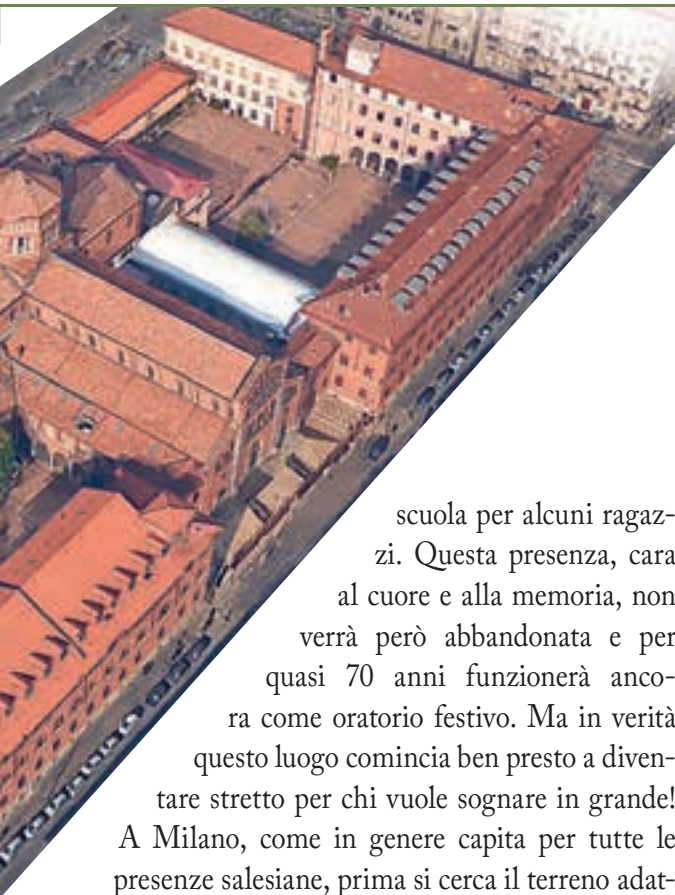 scuola per alcuni ragaz-
zi. Questa presenza, cara
al cuore e alla memoria, non
verrà però abbandonata e per
quasi 70 anni funzionerà anco-
ra come oratorio festivo. Ma in verità
questo luogo comincia ben presto a diven-
tare stretto per chi vuole sognare in grande!
A Milano, come in genere capita per tutte le
presenze salesiane, prima si cerca il terreno adat-